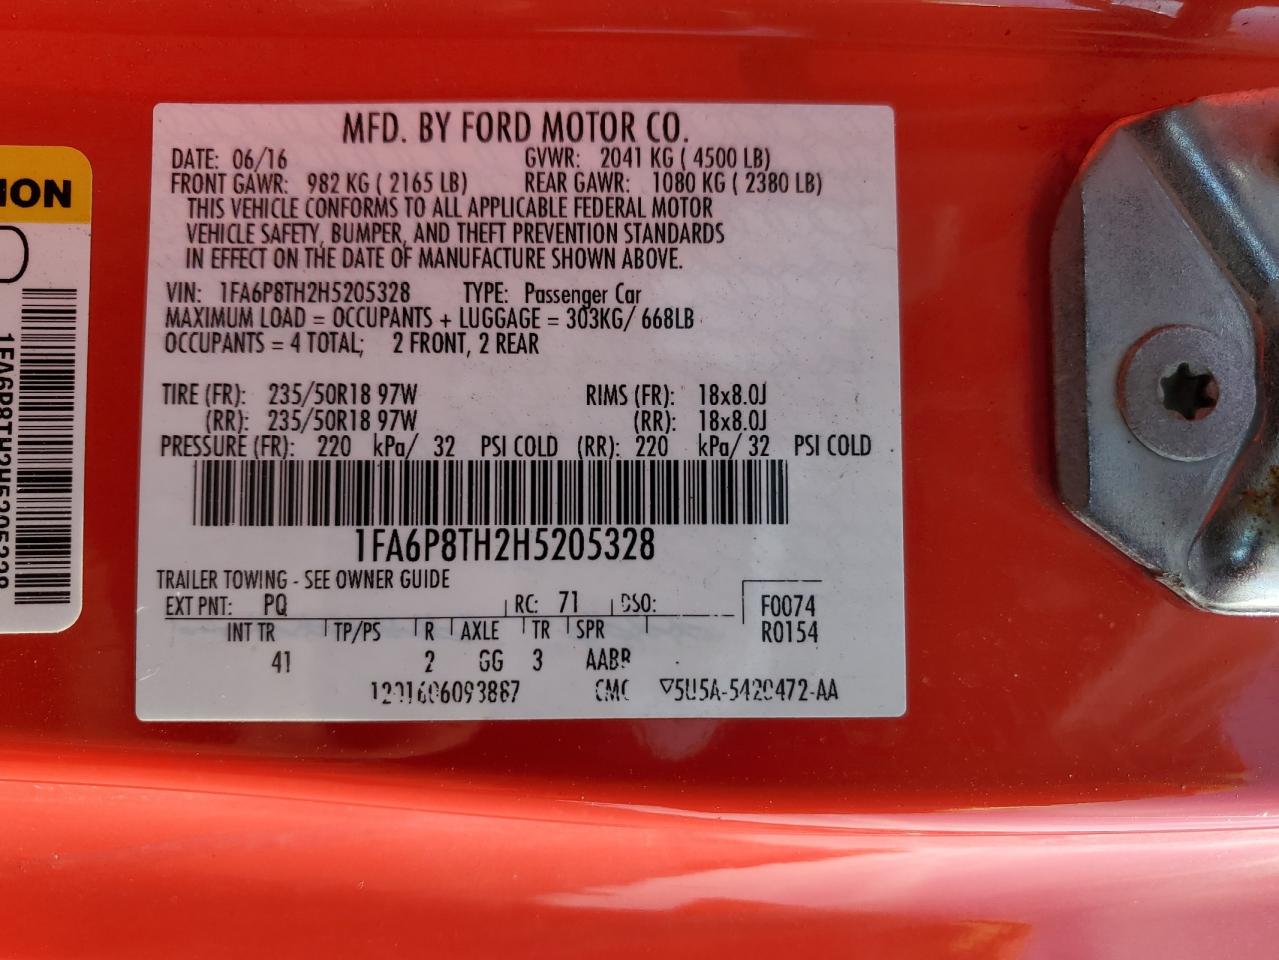 MFD. BY FORD MOTOR CO.
DATE: 06/16 GVWR: 2041 KG ( 4500 LB)
FRONT GAWR: 982 KG ( 2165 LB) REAR GAWR: 1080 KG ( 2380 LB)
THIS VEHICLE CONFORMS TO ALL APPLICABLE FEDERAL MOTOR
VEHICLE SAFETY, BUMPER, AND THEFT PREVENTION STANDARDS
IN EFFECT ON THE DATE OF MANUFACTURE SHOWN ABOVE.
VIN: 1FA6P8TH2H5205328 TYPE: Passenger Car
MAXIMUM LOAD = OCCUPANTS + LUGGAGE = 303KG/ 668LB
OCCUPANTS = 4 TOTAL; 2 FRONT, 2 REAR
TIRE (FR): 235/50R18 97W RIMS (FR): 18x8.0J
(RR): 235/50R18 97W (RR): 18x8.0J
PRESSURE (FR): 220 kPa/ 32 PSI COLD (RR): 220 kPa/ 32 PSI COLD
1FA6P8TH2H5205328
TRAILER TOWING - SEE OWNER GUIDE
EXT PNT: PQ RC: 71 DSO: F0074
INT TR TP/PS R AXLE TR SPR R0154
41 2 GG 3 AABR
CMC
1FA6P8TH2H5205328